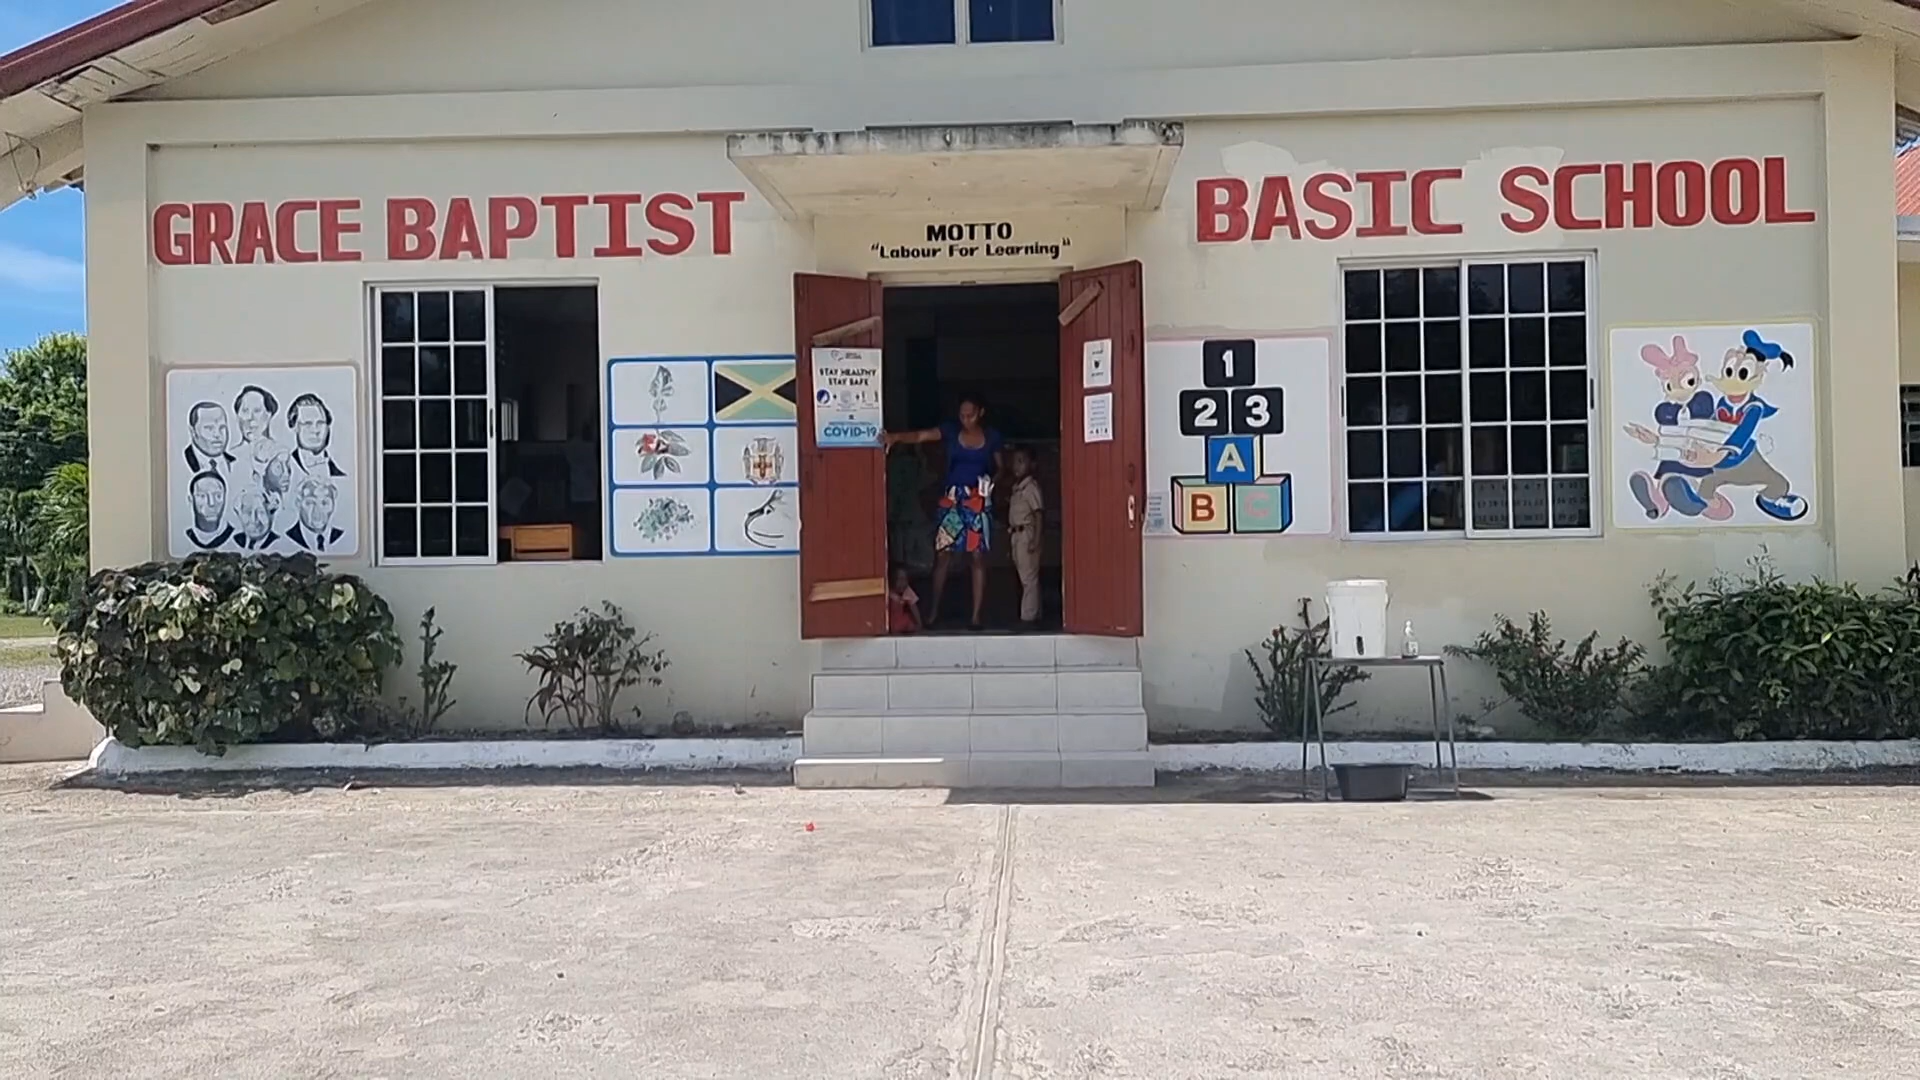 GRACE BAPTIST
BASIC SCHOOL
MOTTO
"Labour For Learning"
STAY HEALTHY
STAY SAFE
COVID-19
1
2 3
A
B C